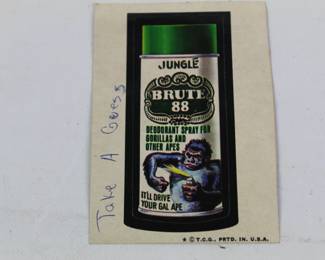 JUNGLE
BRUTE
88
DEODORANT SPRAY FOR
GORILLAS AND
OTHER APES
IT'LL DRIVE
YOUR GAL APE
★ © T.C.G., PRTD. IN U.S.A.
Take A Guess